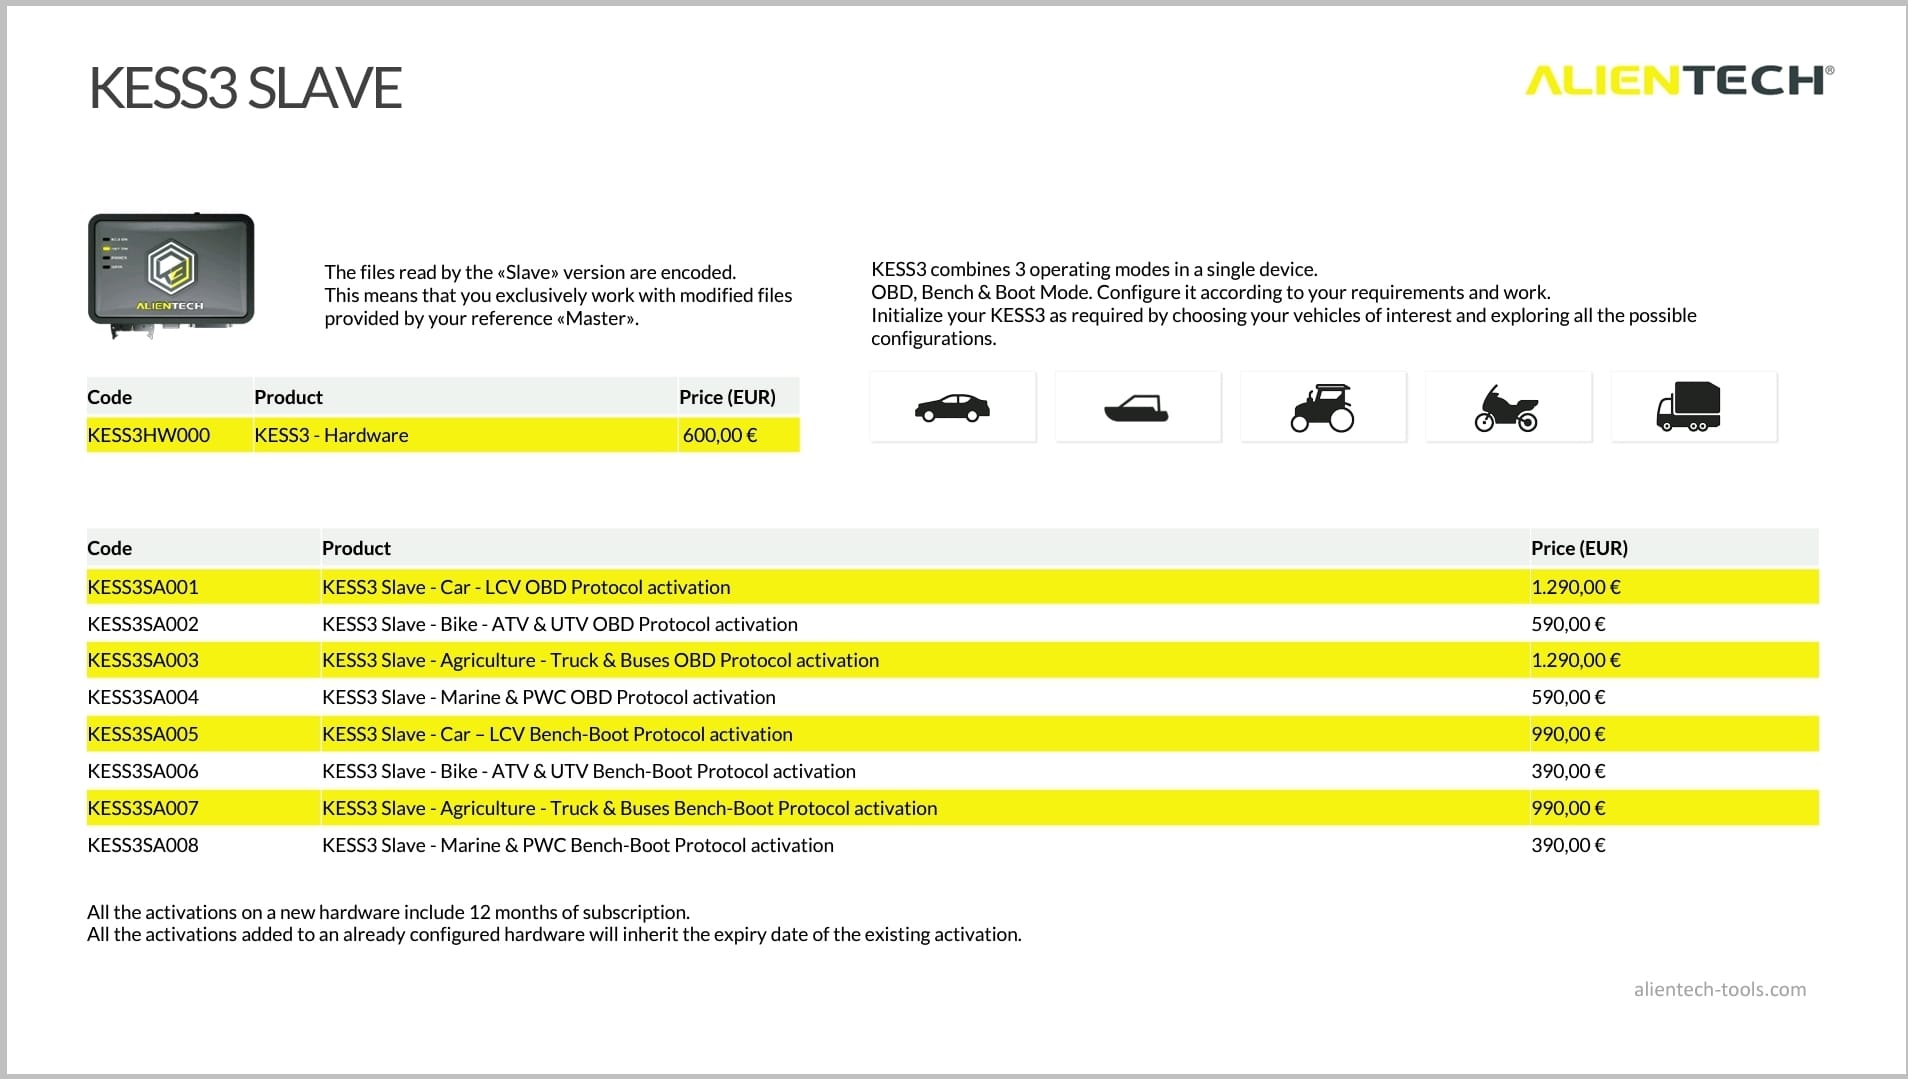 KESS3 SLAVE
ALIENTECH®
ALIENTECH
The files read by the «Slave» version are encoded.
This means that you exclusively work with modified files
provided by your reference «Master».
KESS3 combines 3 operating modes in a single device.
OBD, Bench & Boot Mode. Configure it according to your requirements and work.
Initialize your KESS3 as required by choosing your vehicles of interest and exploring all the possible
configurations.
Code Product Price (EUR)
KESS3HW000 KESS3 - Hardware 600,00 €
Code Product Price (EUR)
KESS3SA001 KESS3 Slave - Car - LCV OBD Protocol activation 1.290,00 €
KESS3SA002 KESS3 Slave - Bike - ATV & UTV OBD Protocol activation 590,00 €
KESS3SA003 KESS3 Slave - Agriculture - Truck & Buses OBD Protocol activation 1.290,00 €
KESS3SA004 KESS3 Slave - Marine & PWC OBD Protocol activation 590,00 €
KESS3SA005 KESS3 Slave - Car – LCV Bench-Boot Protocol activation 990,00 €
KESS3SA006 KESS3 Slave - Bike - ATV & UTV Bench-Boot Protocol activation 390,00 €
KESS3SA007 KESS3 Slave - Agriculture - Truck & Buses Bench-Boot Protocol activation 990,00 €
KESS3SA008 KESS3 Slave - Marine & PWC Bench-Boot Protocol activation 390,00 €
All the activations on a new hardware include 12 months of subscription.
All the activations added to an already configured hardware will inherit the expiry date of the existing activation.
alientech-tools.com